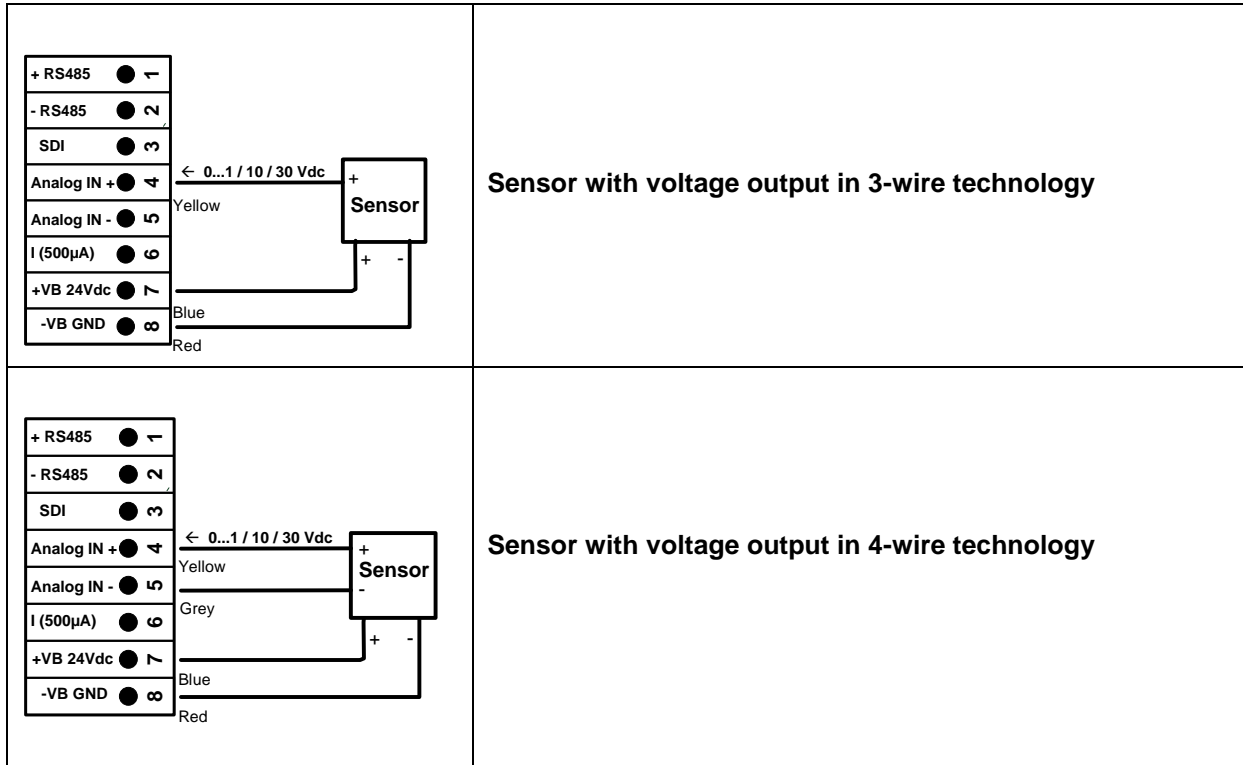 + RS485 1
- RS485 2
SDI 3
Analog IN + 4
Analog IN - 5
I (500µA) 6
+VB 24Vdc 7
-VB GND 8
← 0...1 / 10 / 30 Vdc
Yellow
+
Sensor
+ -
Blue
Red
Sensor with voltage output in 3-wire technology
+ RS485 1
- RS485 2
SDI 3
Analog IN + 4
Analog IN - 5
I (500µA) 6
+VB 24Vdc 7
-VB GND 8
← 0...1 / 10 / 30 Vdc
Yellow
+
Sensor
-
Grey
+ -
Blue
Red
Sensor with voltage output in 4-wire technology